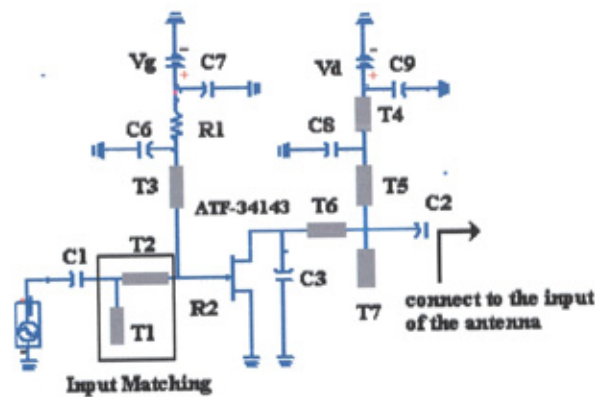 Vg
C7
Vd
C9
C6
R1
C8
T4
T3
T5
ATF-34143
T6
C2
C1
T2
R2
C3
T1
T7
connect to the input
of the antenna
Input Matching